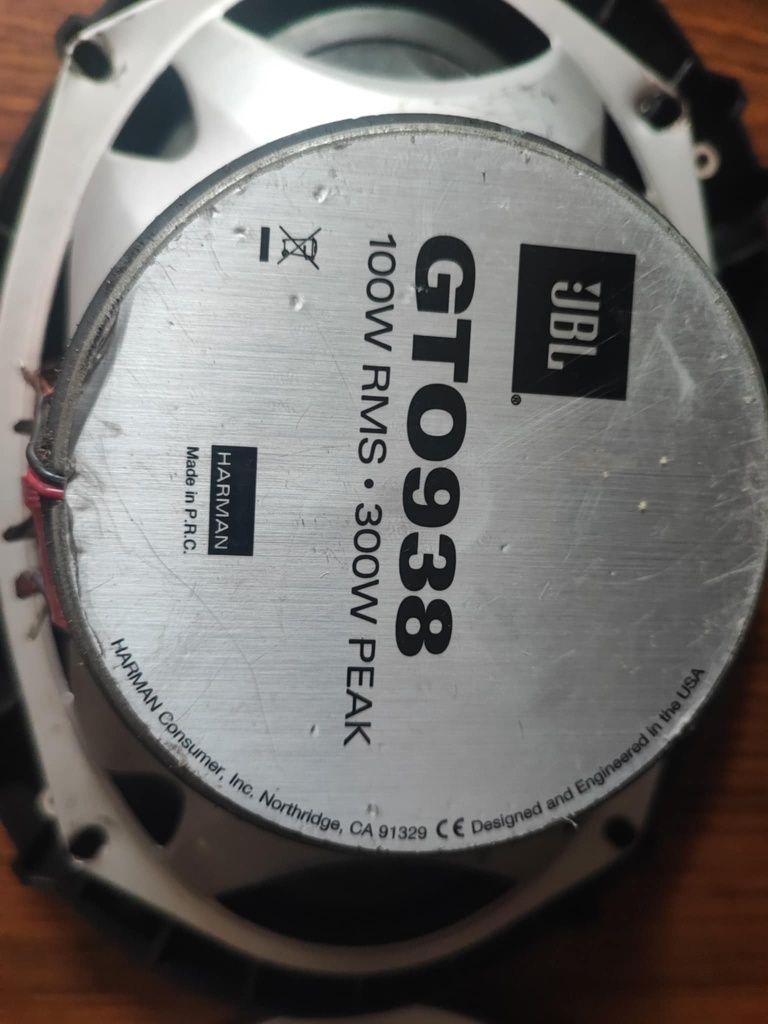 JBL®
GTO938
100W RMS • 300W PEAK
HARMAN
Made in P.R.C.
HARMAN Consumer, Inc. Northridge, CA 91329 CE Designed and Engineered in the USA